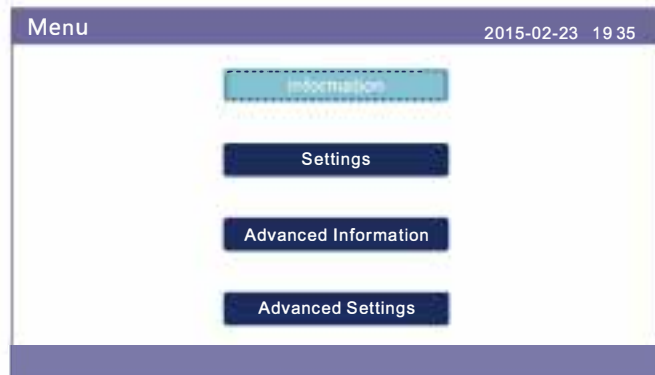 Menu
2015-02-23 19 35
Information
Settings
Advanced Information
Advanced Settings